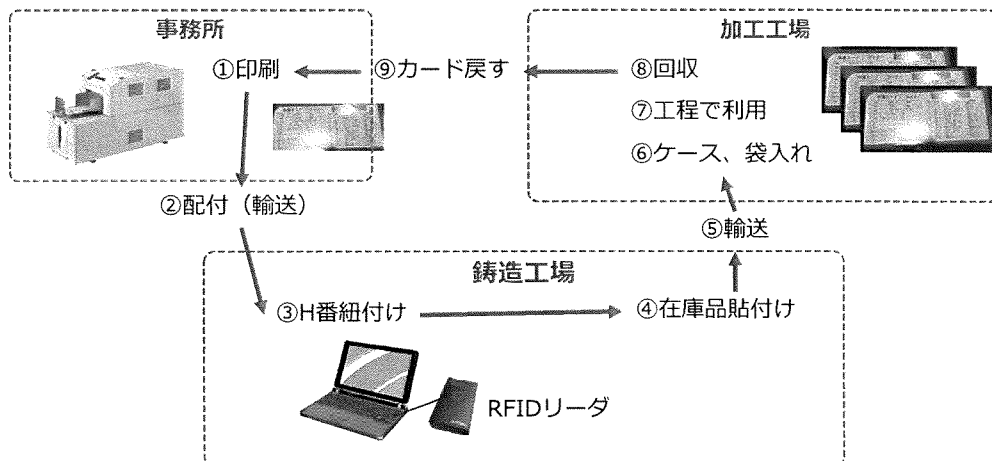 事務所
①印刷
②配付（輸送）
鋳造工場
③H番紐付け
RFIDリーダ
④在庫品貼付け
⑤輸送
加工工場
⑥ケース、袋入れ
⑦工程で利用
⑧回収
⑨カード戻す